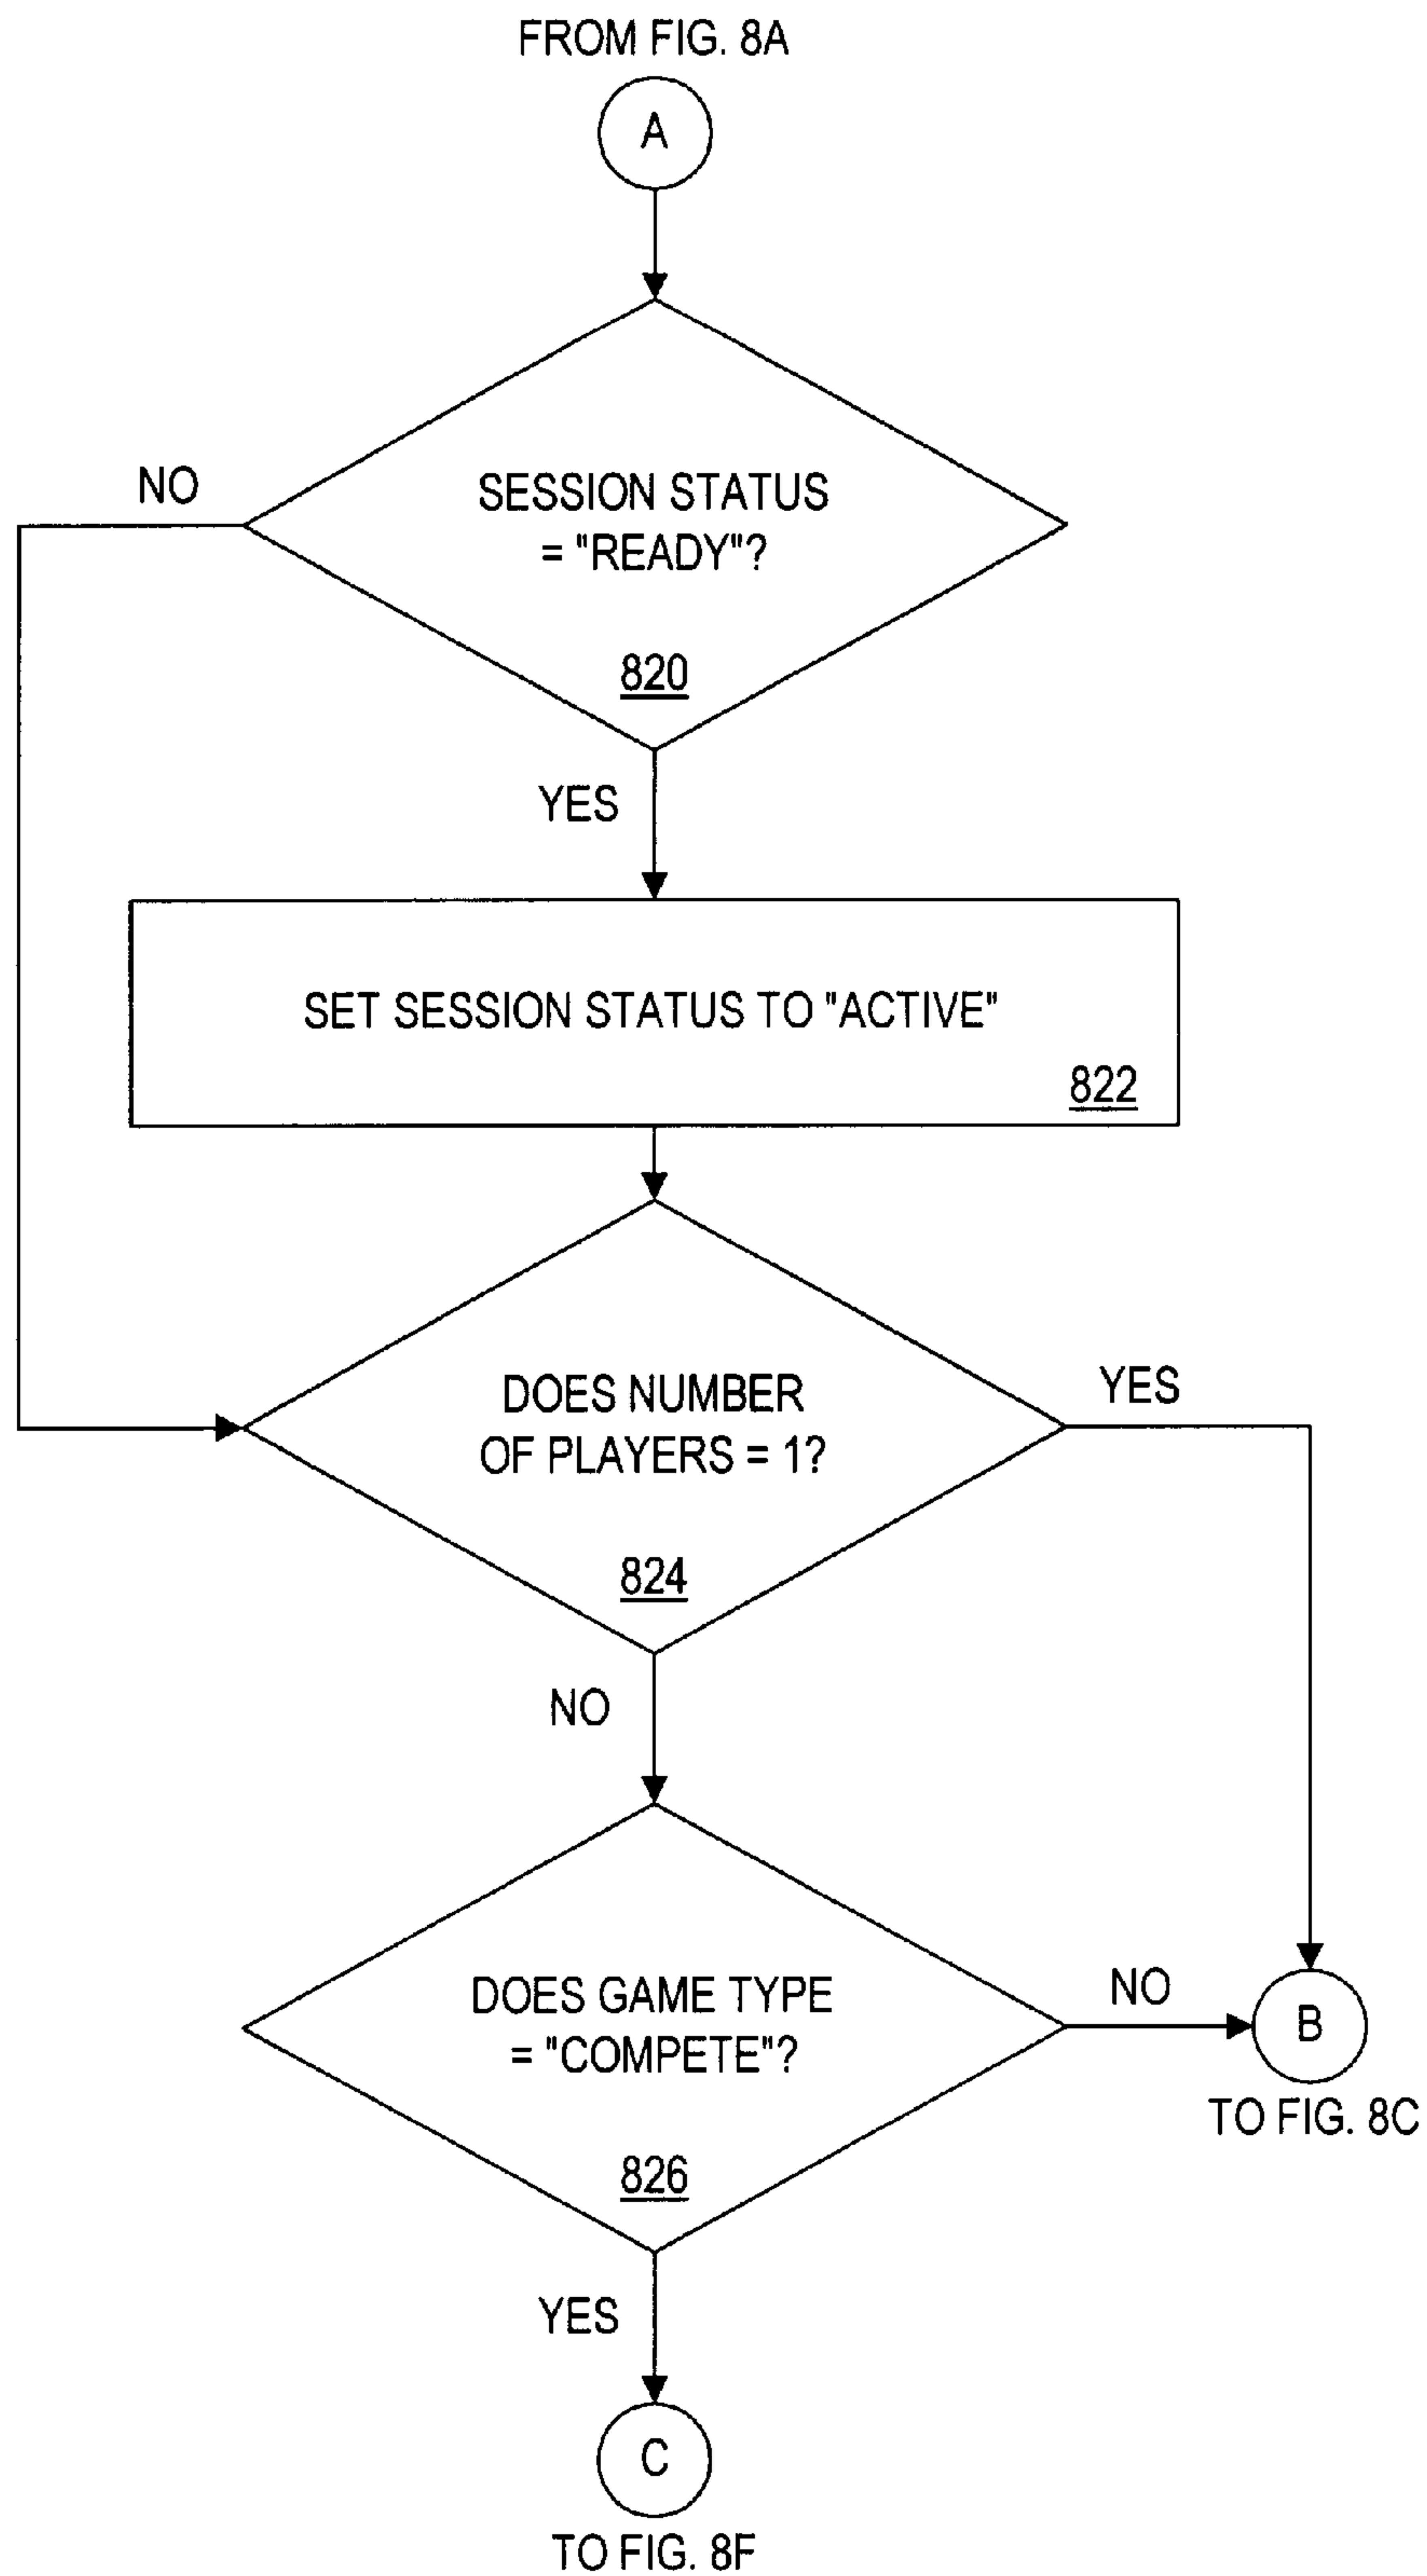 FROM FIG. 8A
A
SESSION STATUS
= "READY"?
NO
820
YES
SET SESSION STATUS TO "ACTIVE"
822
DOES NUMBER
OF PLAYERS = 1?
YES
824
NO
DOES GAME TYPE
= "COMPETE"?
NO
B
TO FIG. 8C
826
YES
C
TO FIG. 8F